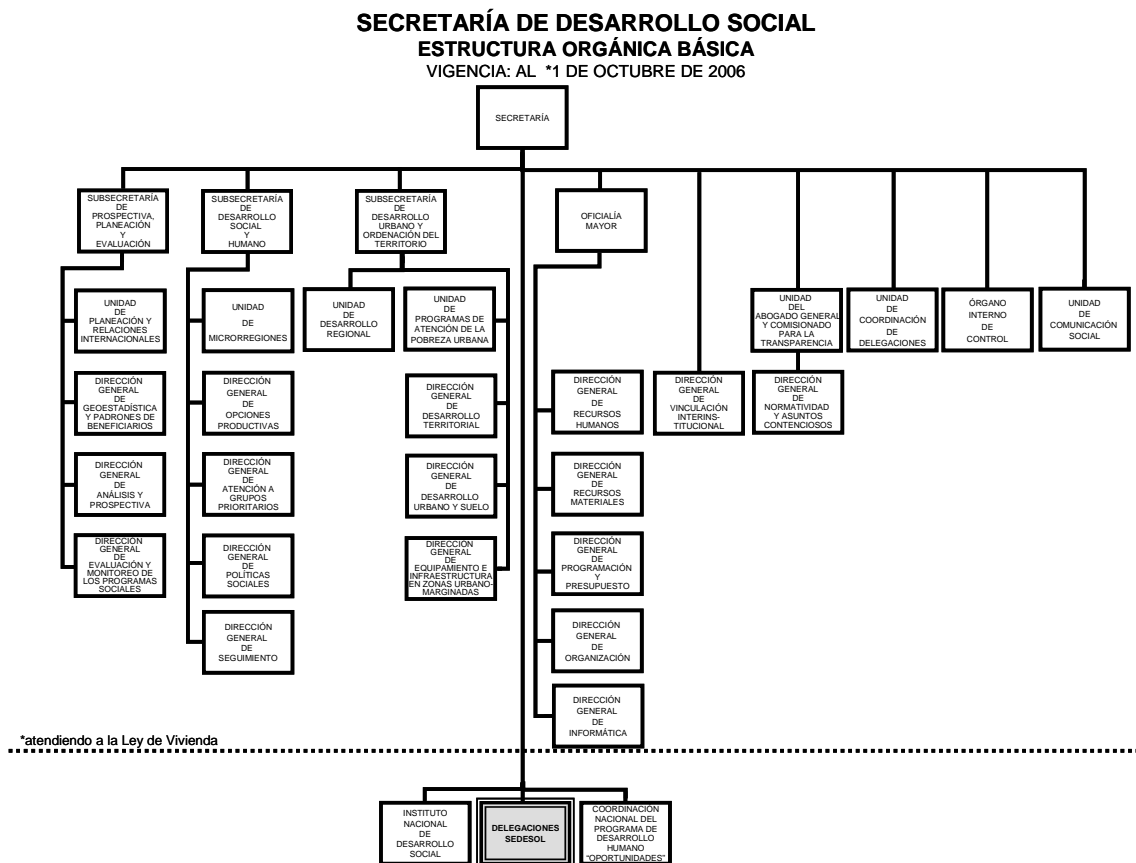 SECRETARÍA DE DESARROLLO SOCIAL
ESTRUCTURA ORGÁNICA BÁSICA
VIGENCIA: AL *1 DE OCTUBRE DE 2006
SECRETARÍA
SUBSECRETARÍA
DE
PROSPECTIVA,
PLANEACIÓN
Y
EVALUACIÓN
SUBSECRETARÍA
DE
DESARROLLO
SOCIAL
Y
HUMANO
SUBSECRETARÍA
DE
DESARROLLO
URBANO Y
ORDENACIÓN DEL
TERRITORIO
OFICIALÍA
MAYOR
UNIDAD
DE
PLANEACIÓN Y
RELACIONES
INTERNACIONALES
UNIDAD
DE
MICRORREGIONES
UNIDAD
DE
DESARROLLO
REGIONAL
UNIDAD
DE
PROGRAMAS DE
ATENCIÓN DE LA
POBREZA URBANA
UNIDAD
DEL
ABOGADO GENERAL
Y COMISIONADO
PARA LA
TRANSPARENCIA
UNIDAD
DE
COORDINACIÓN
DE
DELEGACIONES
ÓRGANO
INTERNO
DE
CONTROL
UNIDAD
DE
COMUNICACIÓN
SOCIAL
DIRECCIÓN
GENERAL
DE
GEOESTADÍSTICA
Y PADRONES DE
BENEFICIARIOS
DIRECCIÓN
GENERAL
DE
OPCIONES
PRODUCTIVAS
DIRECCIÓN
GENERAL
DE
DESARROLLO
TERRITORIAL
DIRECCIÓN
GENERAL
DE
RECURSOS
HUMANOS
DIRECCIÓN
GENERAL
DE
VINCULACIÓN
INTERINS-
TITUCIONAL
DIRECCIÓN
GENERAL
DE
NORMATIVIDAD
Y ASUNTOS
CONTENCIOSOS
DIRECCIÓN
GENERAL
DE
ANÁLISIS Y
PROSPECTIVA
DIRECCIÓN
GENERAL
DE
ATENCIÓN A
GRUPOS
PRIORITARIOS
DIRECCIÓN
GENERAL
DE
DESARROLLO
URBANO Y SUELO
DIRECCIÓN
GENERAL
DE
RECURSOS
MATERIALES
DIRECCIÓN
GENERAL
DE
EVALUACIÓN Y
MONITOREO DE
LOS PROGRAMAS
SOCIALES
DIRECCIÓN
GENERAL
DE
POLÍTICAS
SOCIALES
DIRECCIÓN
GENERAL
DE
EQUIPAMIENTO E
INFRAESTRUCTURA
EN ZONAS URBANO-
MARGINADAS
DIRECCIÓN
GENERAL
DE
PROGRAMACIÓN
Y
PRESUPUESTO
DIRECCIÓN
GENERAL
DE
SEGUIMIENTO
DIRECCIÓN
GENERAL
DE
ORGANIZACIÓN
DIRECCIÓN
GENERAL
DE
INFORMÁTICA
*atendiendo a la Ley de Vivienda
INSTITUTO
NACIONAL
DE
DESARROLLO
SOCIAL
DELEGACIONES
SEDESOL
COORDINACIÓN
NACIONAL DEL
PROGRAMA DE
DESARROLLO
HUMANO
"OPORTUNIDADES"